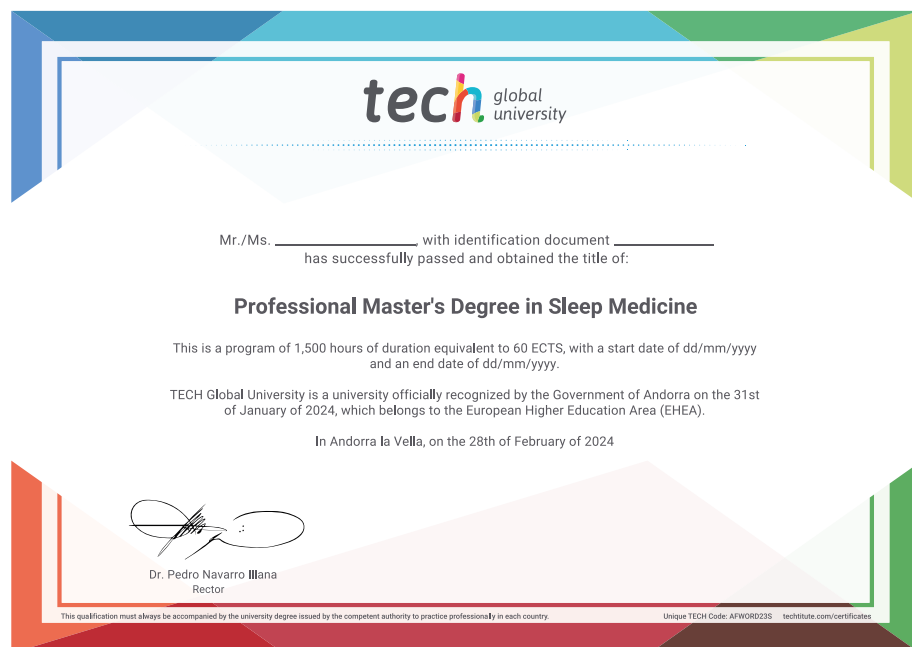 tech global university
Mr./Ms. ________________, with identification document ____________
has successfully passed and obtained the title of:
Professional Master's Degree in Sleep Medicine
This is a program of 1,500 hours of duration equivalent to 60 ECTS, with a start date of dd/mm/yyyy
and an end date of dd/mm/yyyy.
TECH Global University is a university officially recognized by the Government of Andorra on the 31st
of January of 2024, which belongs to the European Higher Education Area (EHEA).
In Andorra la Vella, on the 28th of February of 2024
Dr. Pedro Navarro Illana
Rector
This qualification must always be accompanied by the university degree issued by the competent authority to practice professionally in each country.
Unique TECH Code: AFWORD23S techtitute.com/certificates